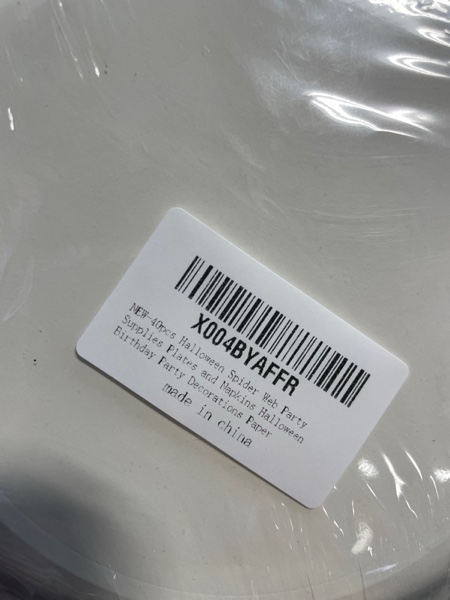 X004BYAFFR
NEW-40pcs Halloween Spider Web Party
Supplies Plates and Napkins Halloween
Birthday Party Decorations Paper
made in china